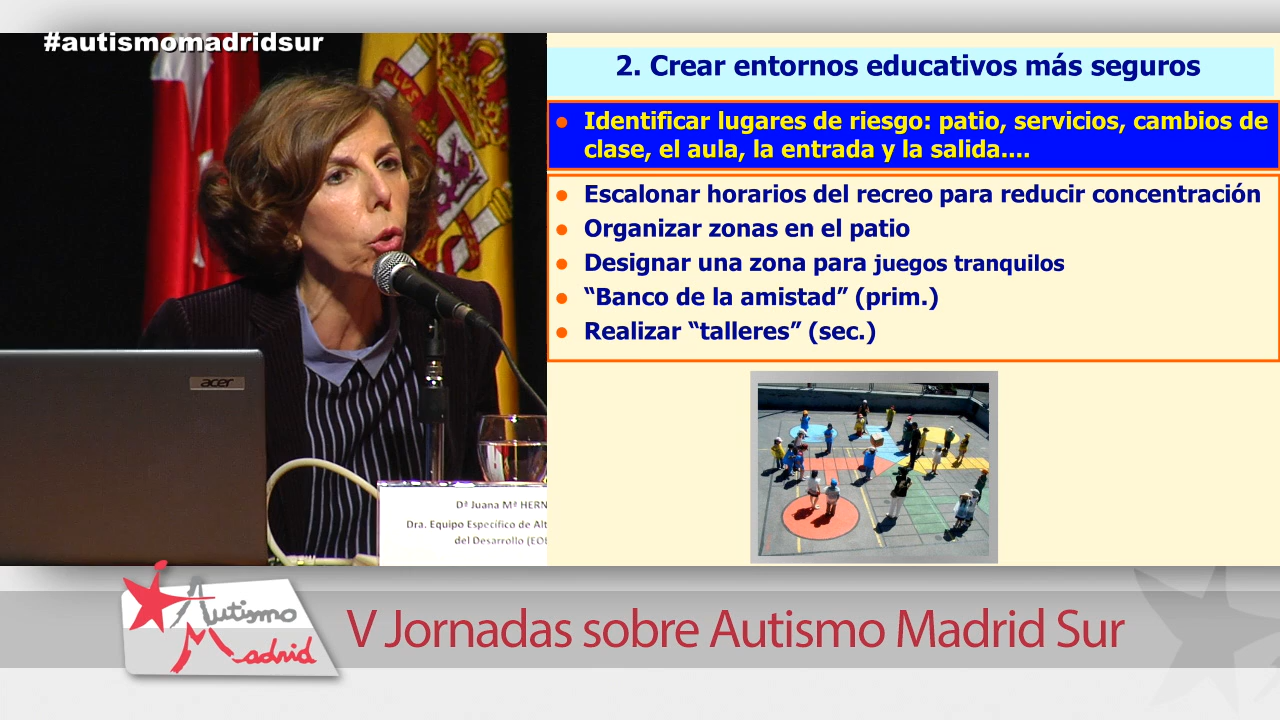 #autismomadridsur
2. Crear entornos educativos más seguros
● Identificar lugares de riesgo: patio, servicios, cambios de
clase, el aula, la entrada y la salida....
● Escalonar horarios del recreo para reducir concentración
● Organizar zonas en el patio
● Designar una zona para juegos tranquilos
● “Banco de la amistad” (prim.)
● Realizar “talleres” (sec.)
acer
Dª Juana Mª HERN
Dra. Equipo Específico de Alt
del Desarrollo (EOE
Autismo
Madrid
V Jornadas sobre Autismo Madrid Sur